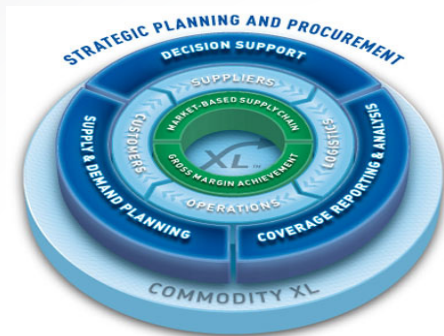 STRATEGIC PLANNING AND PROCUREMENT
DECISION SUPPORT
SUPPLIERS
MARKET-BASED SUPPLY CHAIN
CUSTOMERS
XL™
LOGISTICS
SUPPLY & DEMAND PLANNING
GROSS MARGIN ACHIEVEMENT
COVERAGE REPORTING & ANALYSIS
OPERATIONS
COMMODITY XL